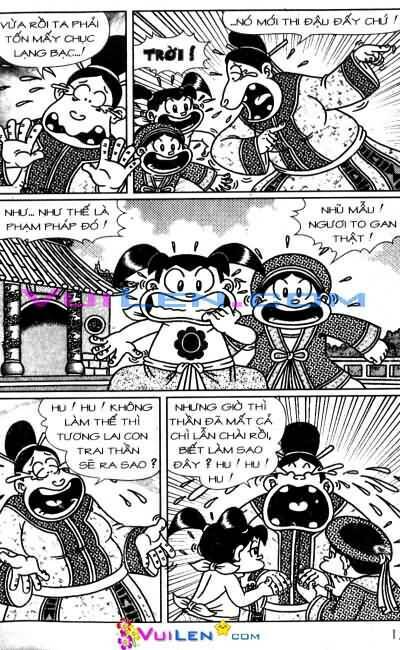 VỪA RỒI TA PHẢI
TỐN MẤY CHỤC
LẠNG BẠC...!
TRỜI!
...NÓ MỚI THI ĐẬU ĐẤY CHỨ!
NHƯ... NHƯ THẾ LÀ
PHẠM PHÁP ĐÓ!
NHŨ MẪU!
NGƯƠI TO GAN
THẬT!
VUILEN.COM
HU! HU! KHÔNG
LÀM THẾ THÌ
TƯƠNG LAI CON
TRAI THẦN
SẼ RA SAO?
NHƯNG GIỜ THÌ
THẦN ĐÃ MẤT CẢ
CHÌ LẪN CHÀI RỒI,
BIẾT LÀM SAO
ĐÂY? HU! HU!
HU!
VUILEN.COM